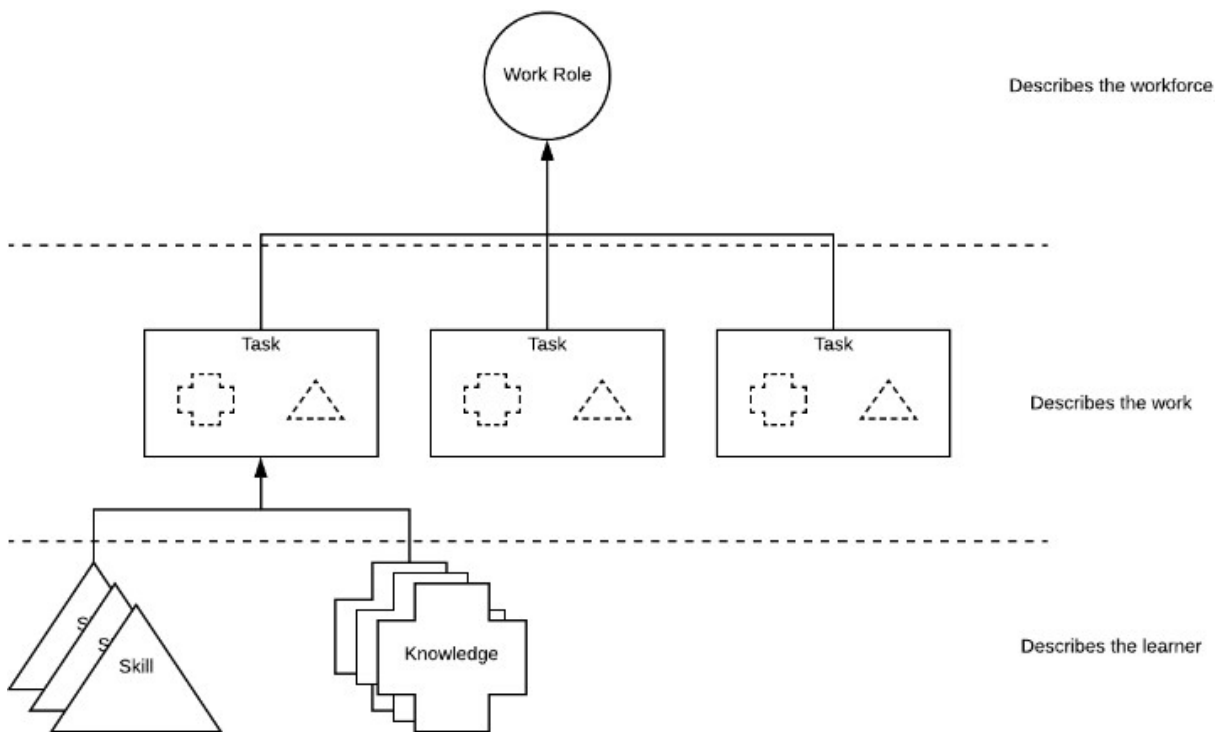 Work Role
Describes the workforce
Task
Task
Task
Describes the work
S
S
Skill
Knowledge
Describes the learner